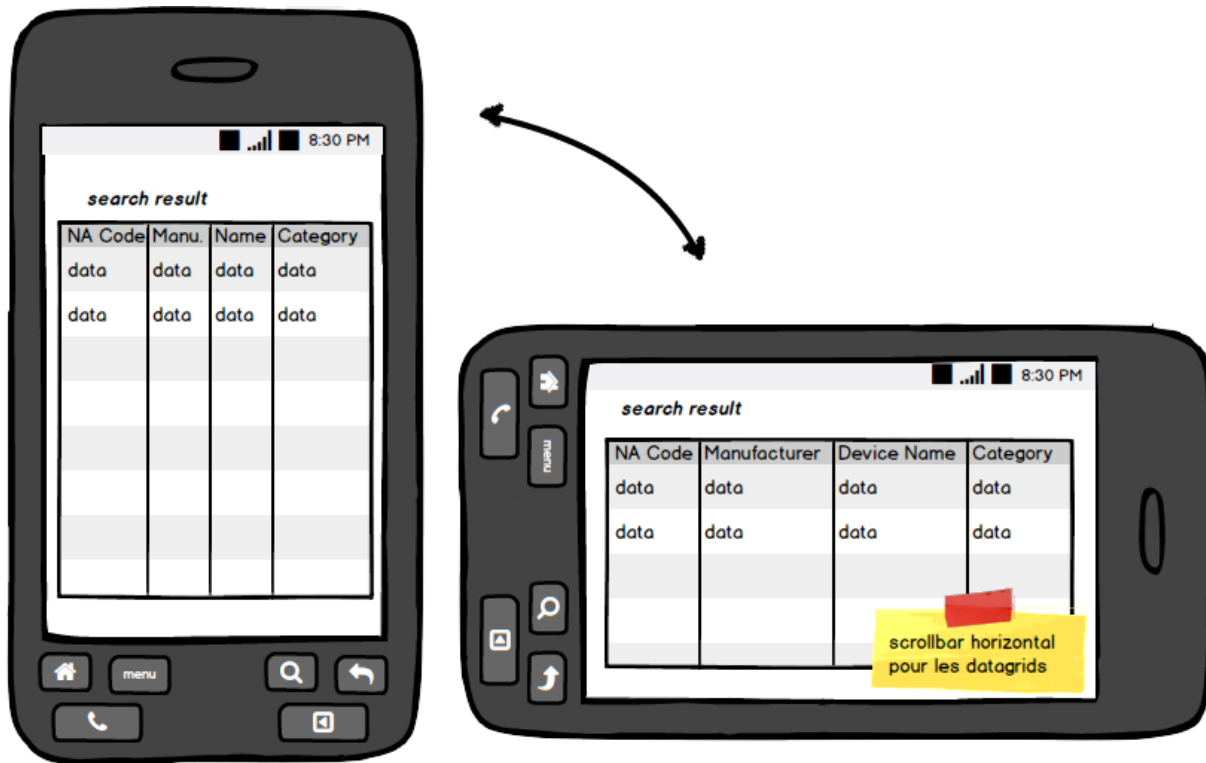 8:30 PM
search result
NA Code Manu. Name Category
data data data data
data data data data
menu
8:30 PM
search result
NA Code Manufacturer Device Name Category
data data data data
data data data data
menu
scrollbar horizontal
pour les datagrids